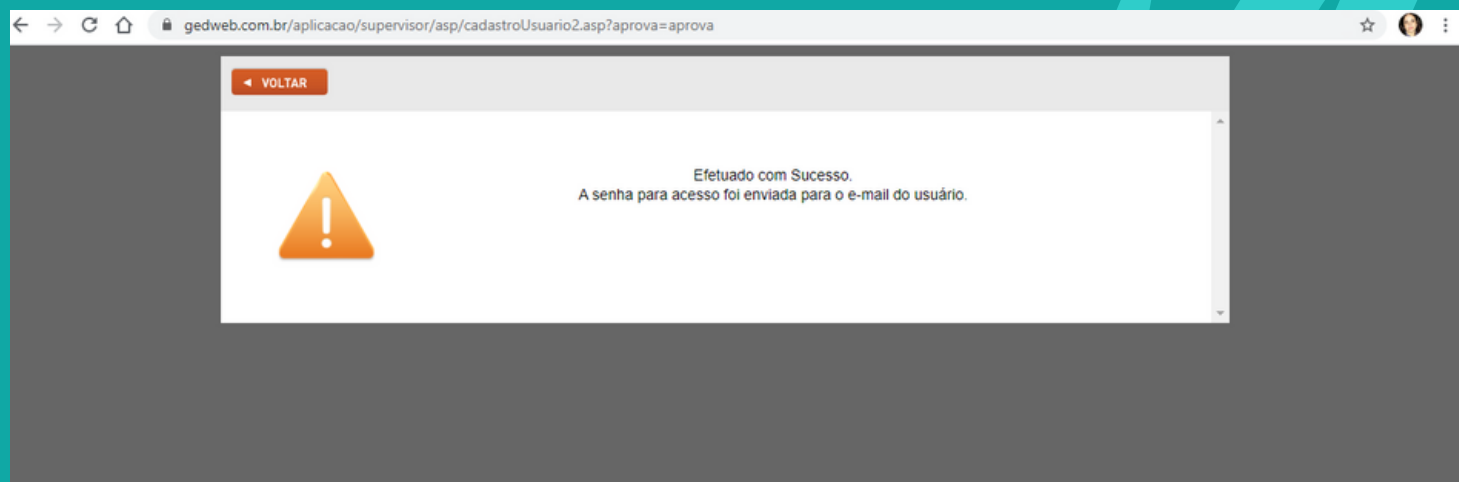 gedweb.com.br/aplicacao/supervisor/asp/cadastroUsuario2.asp?aprova=aprova
VOLTAR
Efetuado com Sucesso.
A senha para acesso foi enviada para o e-mail do usuário.